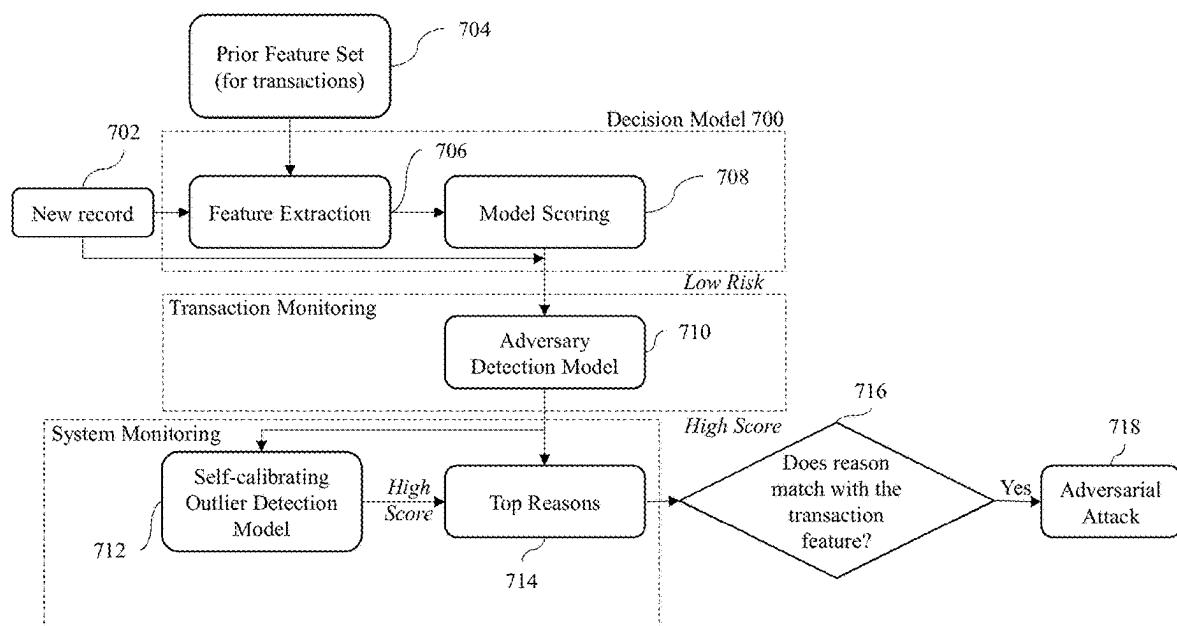 704
Prior Feature Set
(for transactions)
Decision Model 700
702
706
708
New record
Feature Extraction
Model Scoring
Low Risk
Transaction Monitoring
Adversary
Detection Model
710
High Score
716
System Monitoring
718
Self-calibrating
Outlier Detection
Model
High
Score
Top Reasons
Does reason
match with the
transaction
feature?
Yes
Adversarial
Attack
712
714